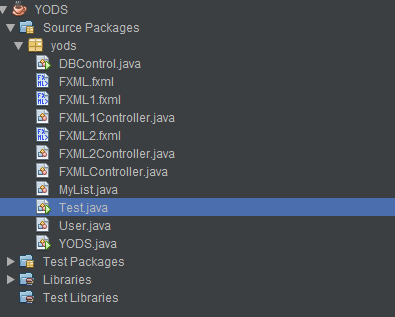 YODS
Source Packages
yods
DBControl.java
FXML.fxml
FXML1.fxml
FXML1Controller.java
FXML2.fxml
FXML2Controller.java
FXMLController.java
MyList.java
Test.java
User.java
YODS.java
Test Packages
Libraries
Test Libraries